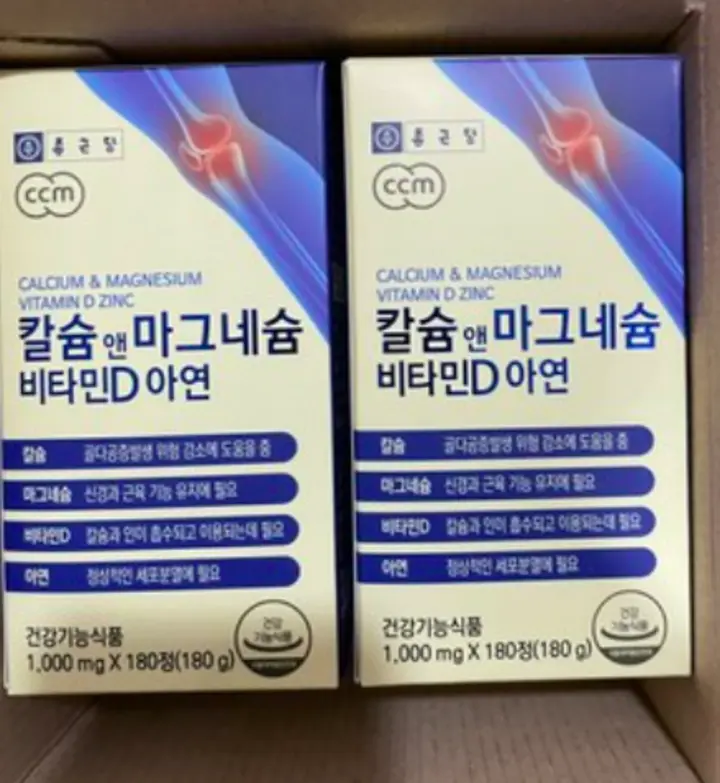 종근당
ccm
CALCIUM & MAGNESIUM
VITAMIN D ZINC
칼슘 앤 마그네슘
비타민D 아연
칼슘 골다공증발생 위험 감소에 도움을 줌
마그네슘 신경과 근육 기능 유지에 필요
비타민D 칼슘과 인이 흡수되고 이용되는데 필요
아연 정상적인 세포분열에 필요
건강기능식품
1,000 mg X 180정(180 g)
건강
기능식품
종근당
ccm
CALCIUM & MAGNESIUM
VITAMIN D ZINC
칼슘 앤 마그네슘
비타민D 아연
칼슘 골다공증발생 위험 감소에 도움을 줌
마그네슘 신경과 근육 기능 유지에 필요
비타민D 칼슘과 인이 흡수되고 이용되는데 필요
아연 정상적인 세포분열에 필요
건강기능식품
1,000 mg X 180정(180 g)
건강
기능식품